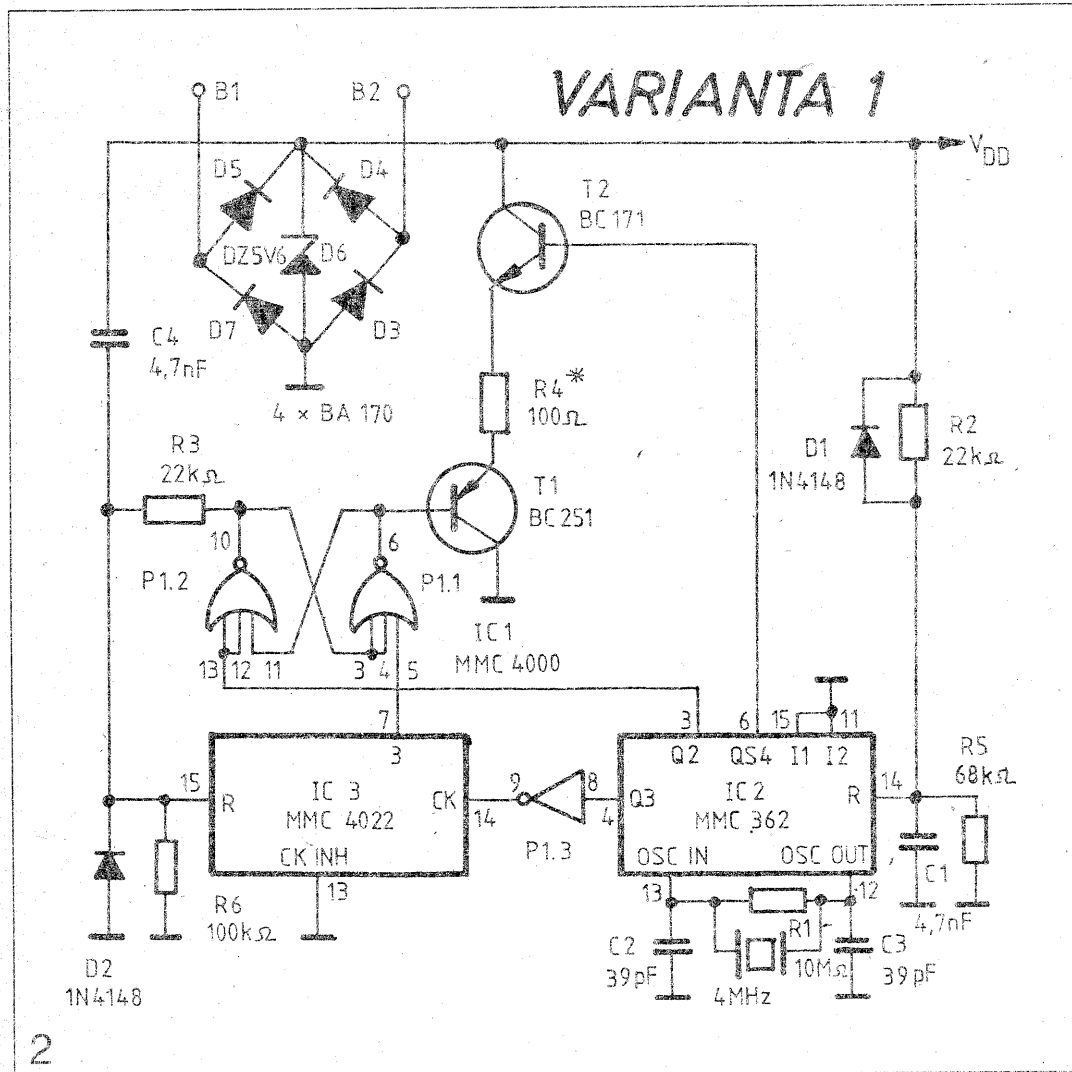 VARIANTA 1
B1
B2
V DD
D5
D4
T2
BC171
DZ5V6
D6
D7
D3
C4
4,7nF
4 × BA 170
R4*
100Ω
D1
1N4148
R2
22kΩ
R3
22kΩ
T1
BC251
10
6
P1.2
P1.1
IC1
MMC 4000
13
12
11
3
4
5
7
3
6
15
11
3
Q2
QS4
I1
I2
R5
68kΩ
15
R
IC 3
MMC 4022
CK
14
9
8
4
Q3
IC2
MMC 362
R
14
P1.3
CK INH
13
OSC IN
OSC OUT
13
12
C1
4,7nF
R6
100kΩ
C2
39pF
R1
10MΩ
C3
39pF
4MHz
D2
1N4148
2